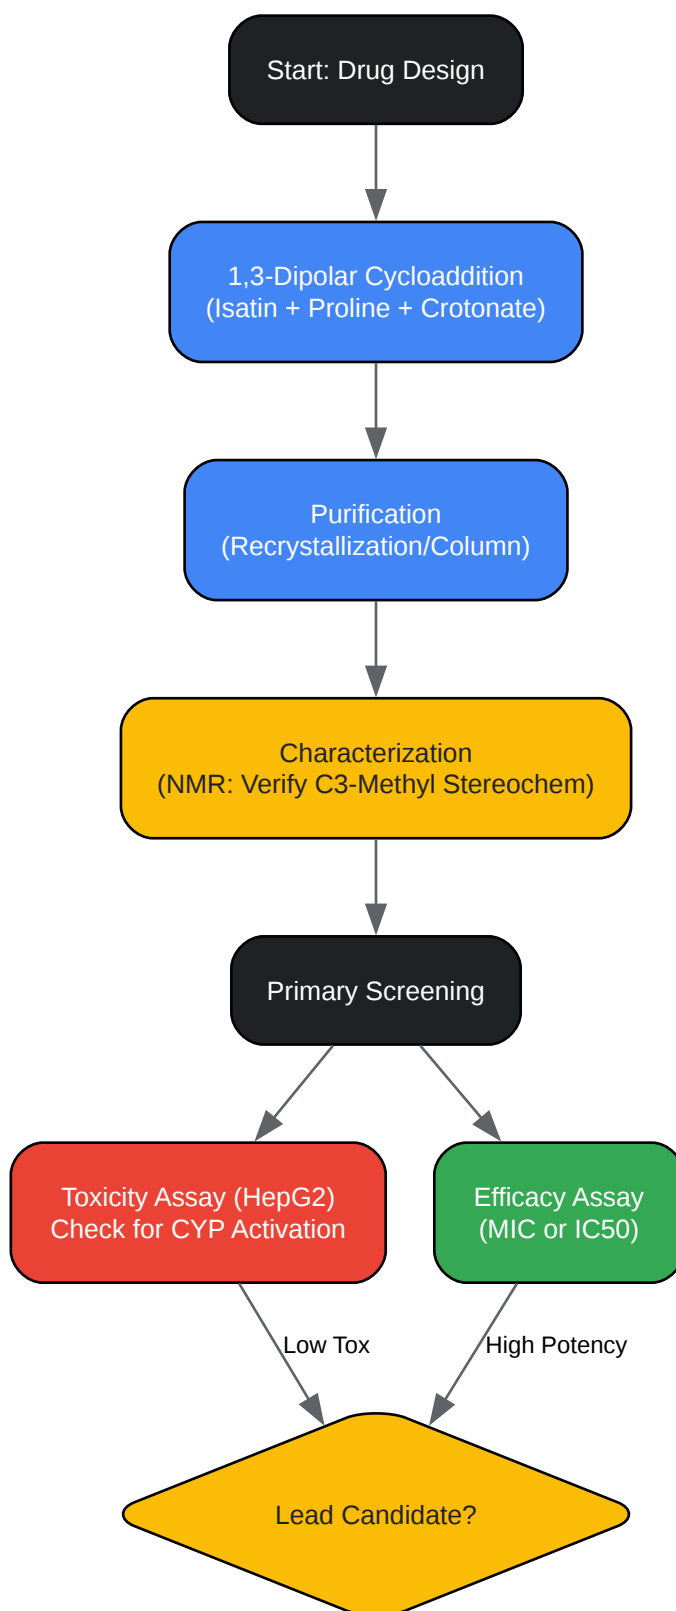 Start: Drug Design
1,3-Dipolar Cycloaddition
(Isatin + Proline + Crotonate)
Purification
(Recrystallization/Column)
Characterization
(NMR: Verify C3-Methyl Stereochem)
Primary Screening
Toxicity Assay (HepG2)
Check for CYP Activation
Efficacy Assay
(MIC or IC50)
Low Tox
High Potency
Lead Candidate?